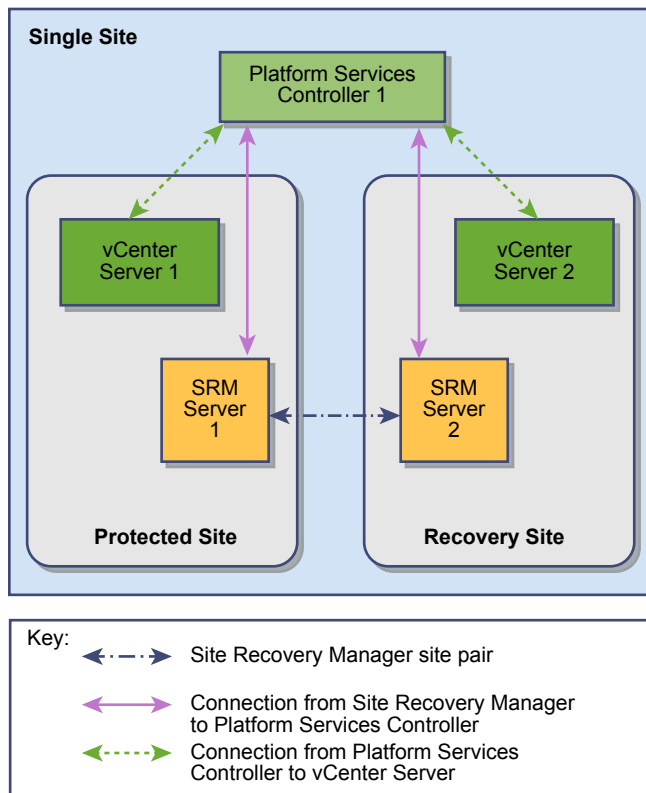 Single Site
Platform Services
Controller 1
vCenter
Server 1
vCenter
Server 2
SRM
Server
1
SRM
Server
2
Protected Site
Recovery Site
Key:
Site Recovery Manager site pair
Connection from Site Recovery Manager
to Platform Services Controller
Connection from Platform Services
Controller to vCenter Server